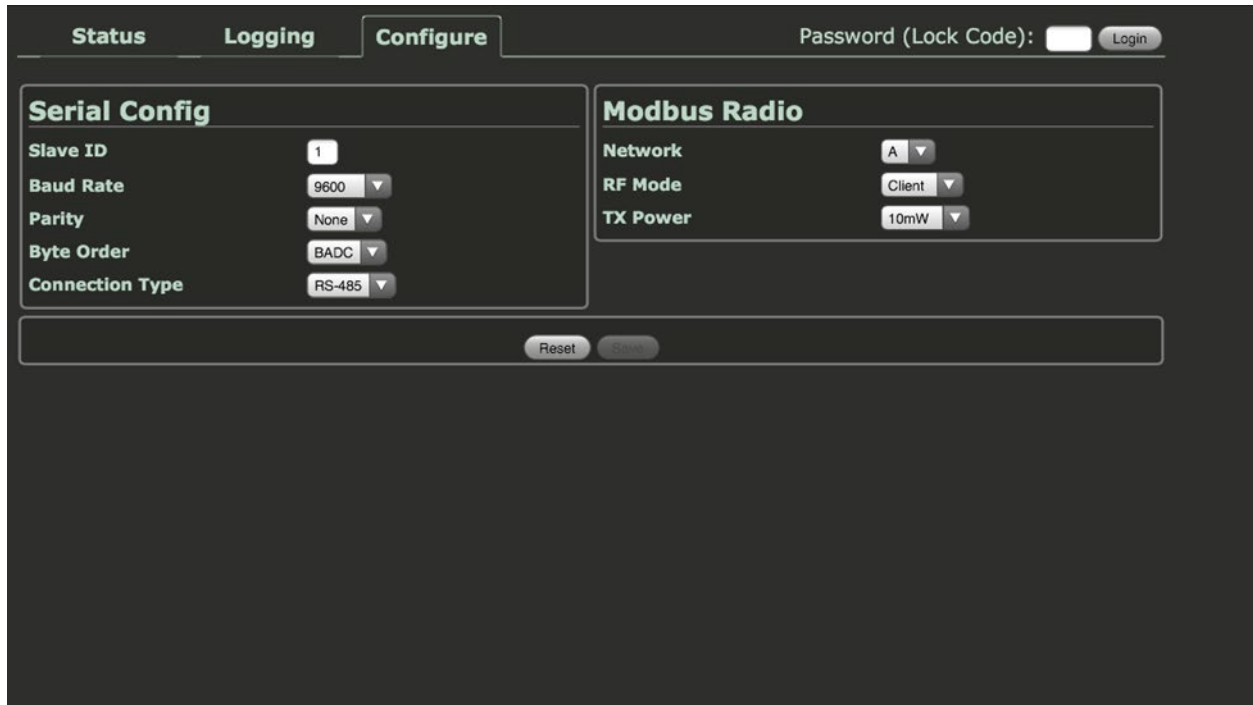 Status Logging Configure Password (Lock Code): Login
Serial Config
Slave ID 1
Baud Rate 9600
Parity None
Byte Order BADC
Connection Type RS-485
Modbus Radio
Network A
RF Mode Client
TX Power 10mW
Reset Save